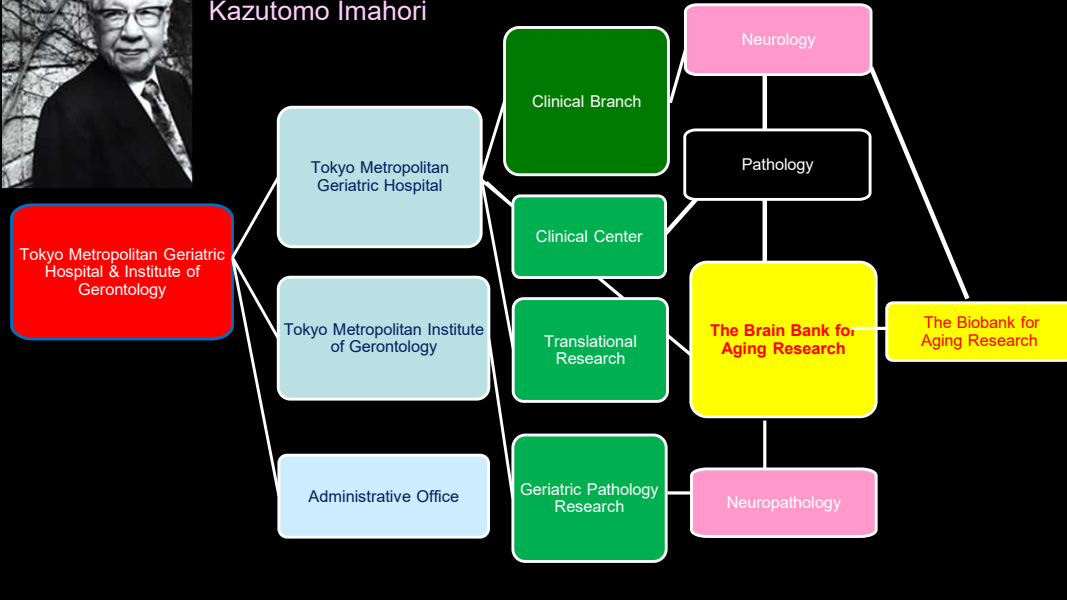 Kazutomo Imahori
Tokyo Metropolitan Geriatric
Hospital & Institute of
Gerontology
Tokyo Metropolitan
Geriatric Hospital
Tokyo Metropolitan Institute
of Gerontology
Administrative Office
Clinical Branch
Clinical Center
Translational
Research
Geriatric Pathology
Research
Neurology
Pathology
The Brain Bank for
Aging Research
Neuropathology
The Biobank for
Aging Research